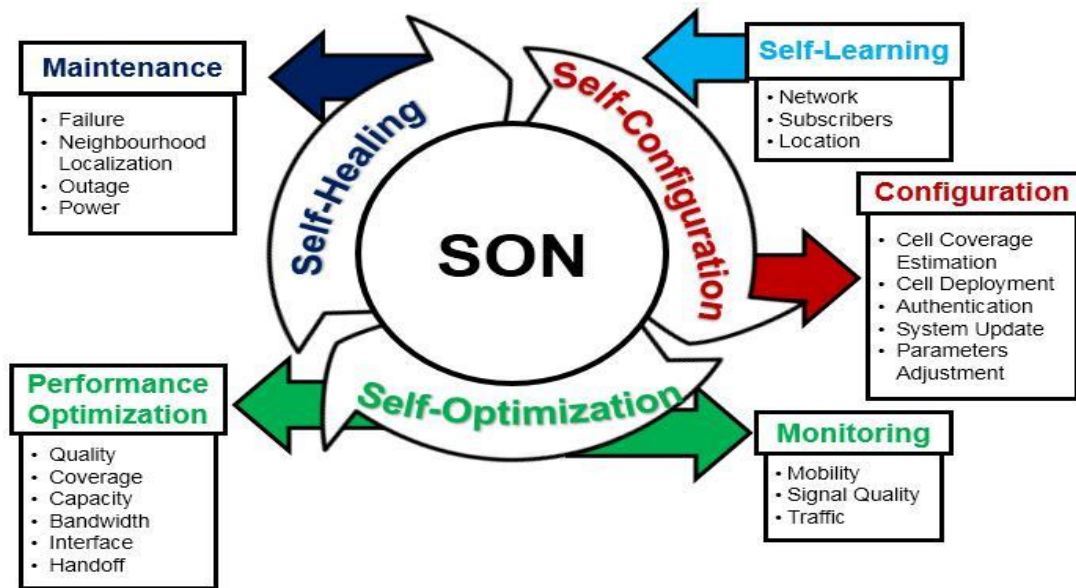 Maintenance
• Failure
• Neighbourhood
Localization
• Outage
• Power
Self-Learning
• Network
• Subscribers
• Location
Self-Healing
Self-Configuration
SON
Self-Optimization
Configuration
• Cell Coverage
Estimation
• Cell Deployment
• Authentication
• System Update
• Parameters
Adjustment
Performance
Optimization
• Quality
• Coverage
• Capacity
• Bandwidth
• Interface
• Handoff
Monitoring
• Mobility
• Signal Quality
• Traffic